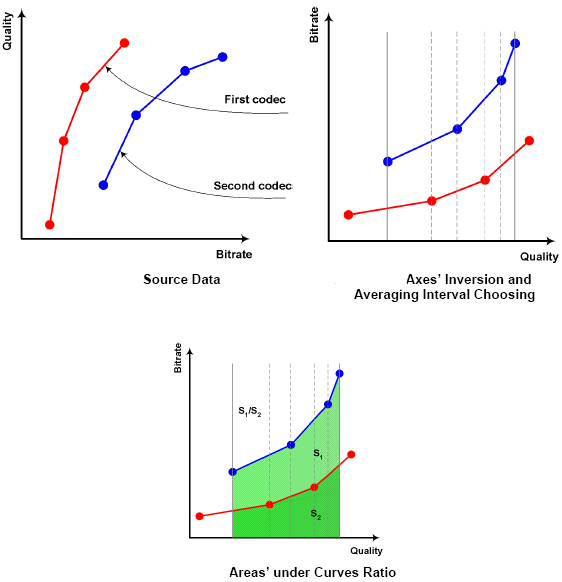 Quality
First codec
Second codec
Bitrate
Source Data
Bitrate
Quality
Axes' Inversion and
Averaging Interval Choosing
Bitrate
S1/S2
S1
S2
Quality
Areas' under Curves Ratio